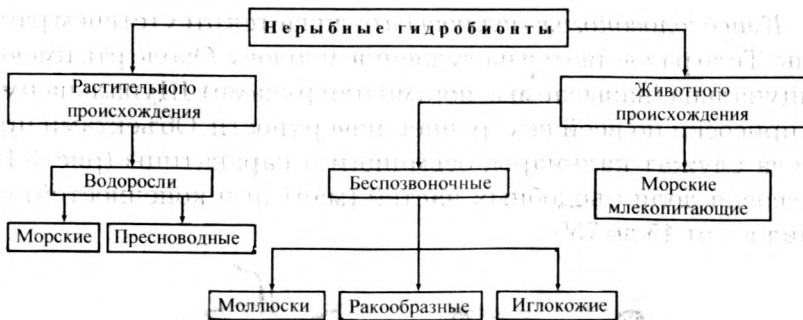 Нерыбные гидробионты
Растительного
происхождения
Животного
происхождения
Водоросли
Беспозвоночные
Морские
млекопитающие
Морские
Пресноводные
Моллюски
Ракообразные
Иглокожие